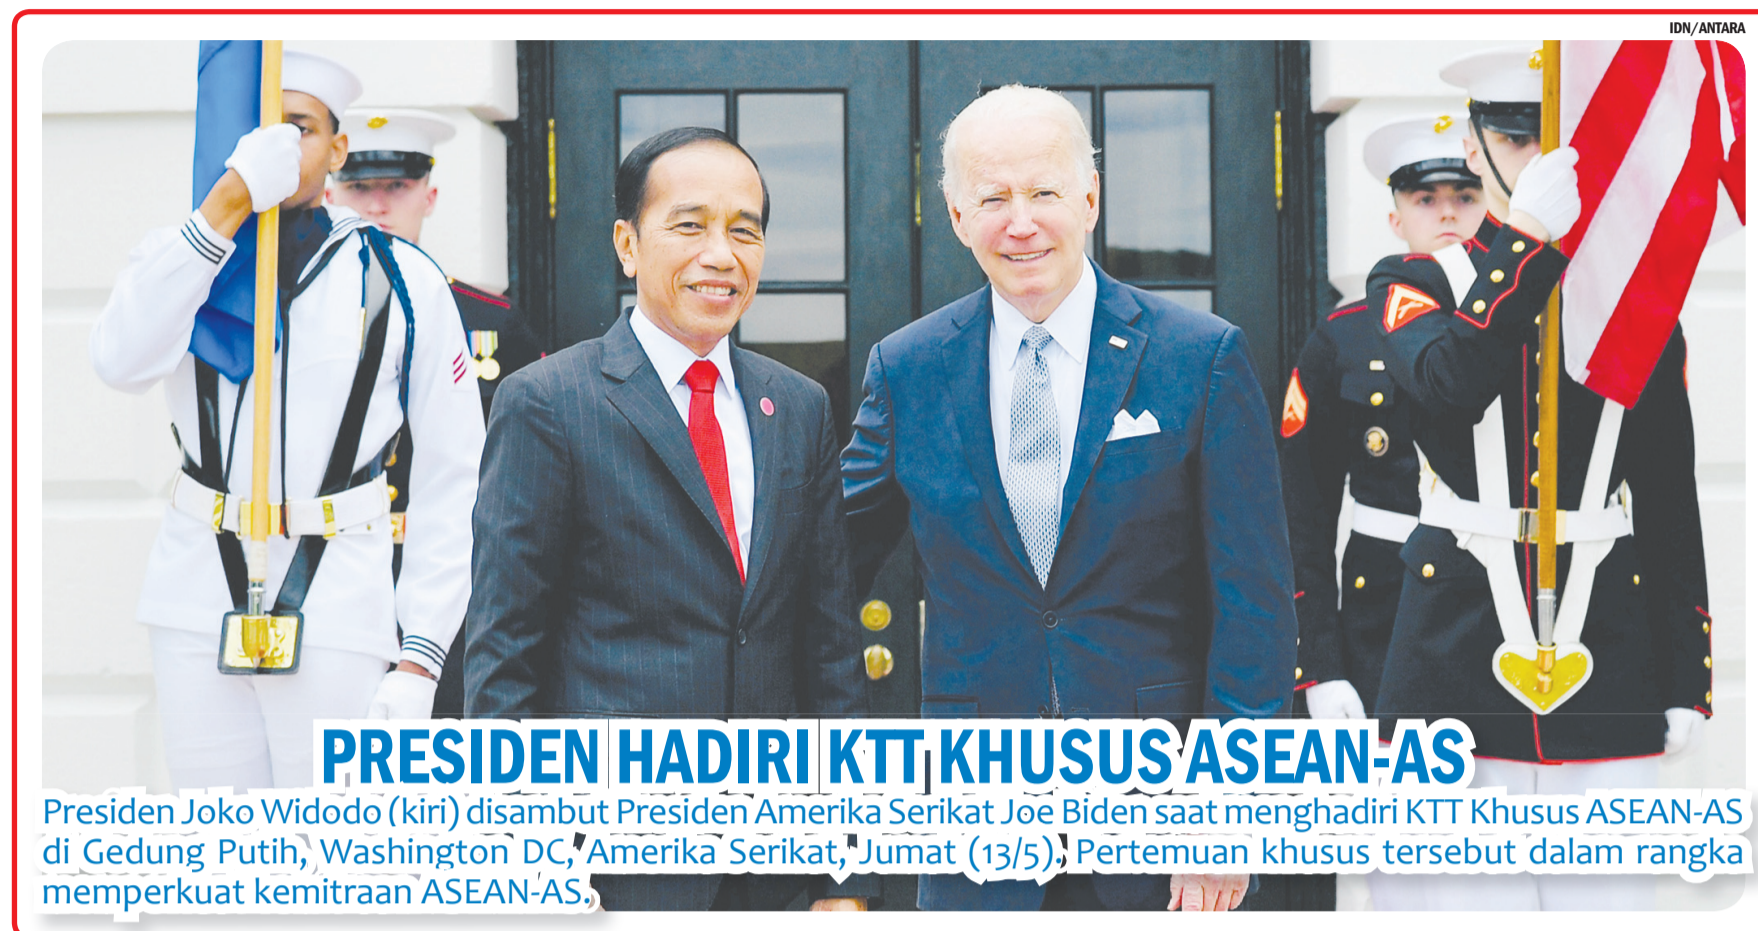 IDN/ANTARA
PRESIDEN HADIRI KTT KHUSUS ASEAN-AS
Presiden Joko Widodo (kiri) disambut Presiden Amerika Serikat Joe Biden saat menghadiri KTT Khusus ASEAN-AS
di Gedung Putih, Washington DC, Amerika Serikat, Jumat (13/5). Pertemuan khusus tersebut dalam rangka
memperkuat kemitraan ASEAN-AS.